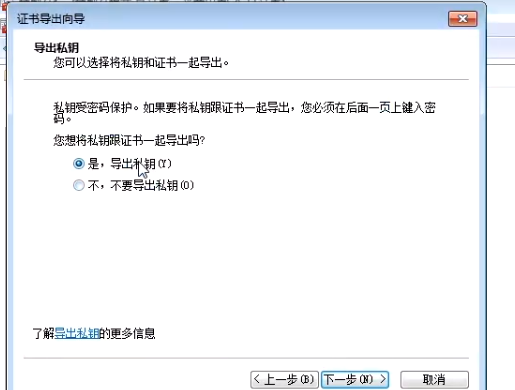 证书导出向导
导出私钥
您可以选择将私钥和证书一起导出。
私钥受密码保护。如果要将私钥跟证书一起导出，您必须在后面一页上键入密
码。
您想将私钥跟证书一起导出吗?
是，导出私钥(Y)
不，不要导出私钥(O)
了解导出私钥的更多信息
< 上一步(B) 下一步(N) > 取消